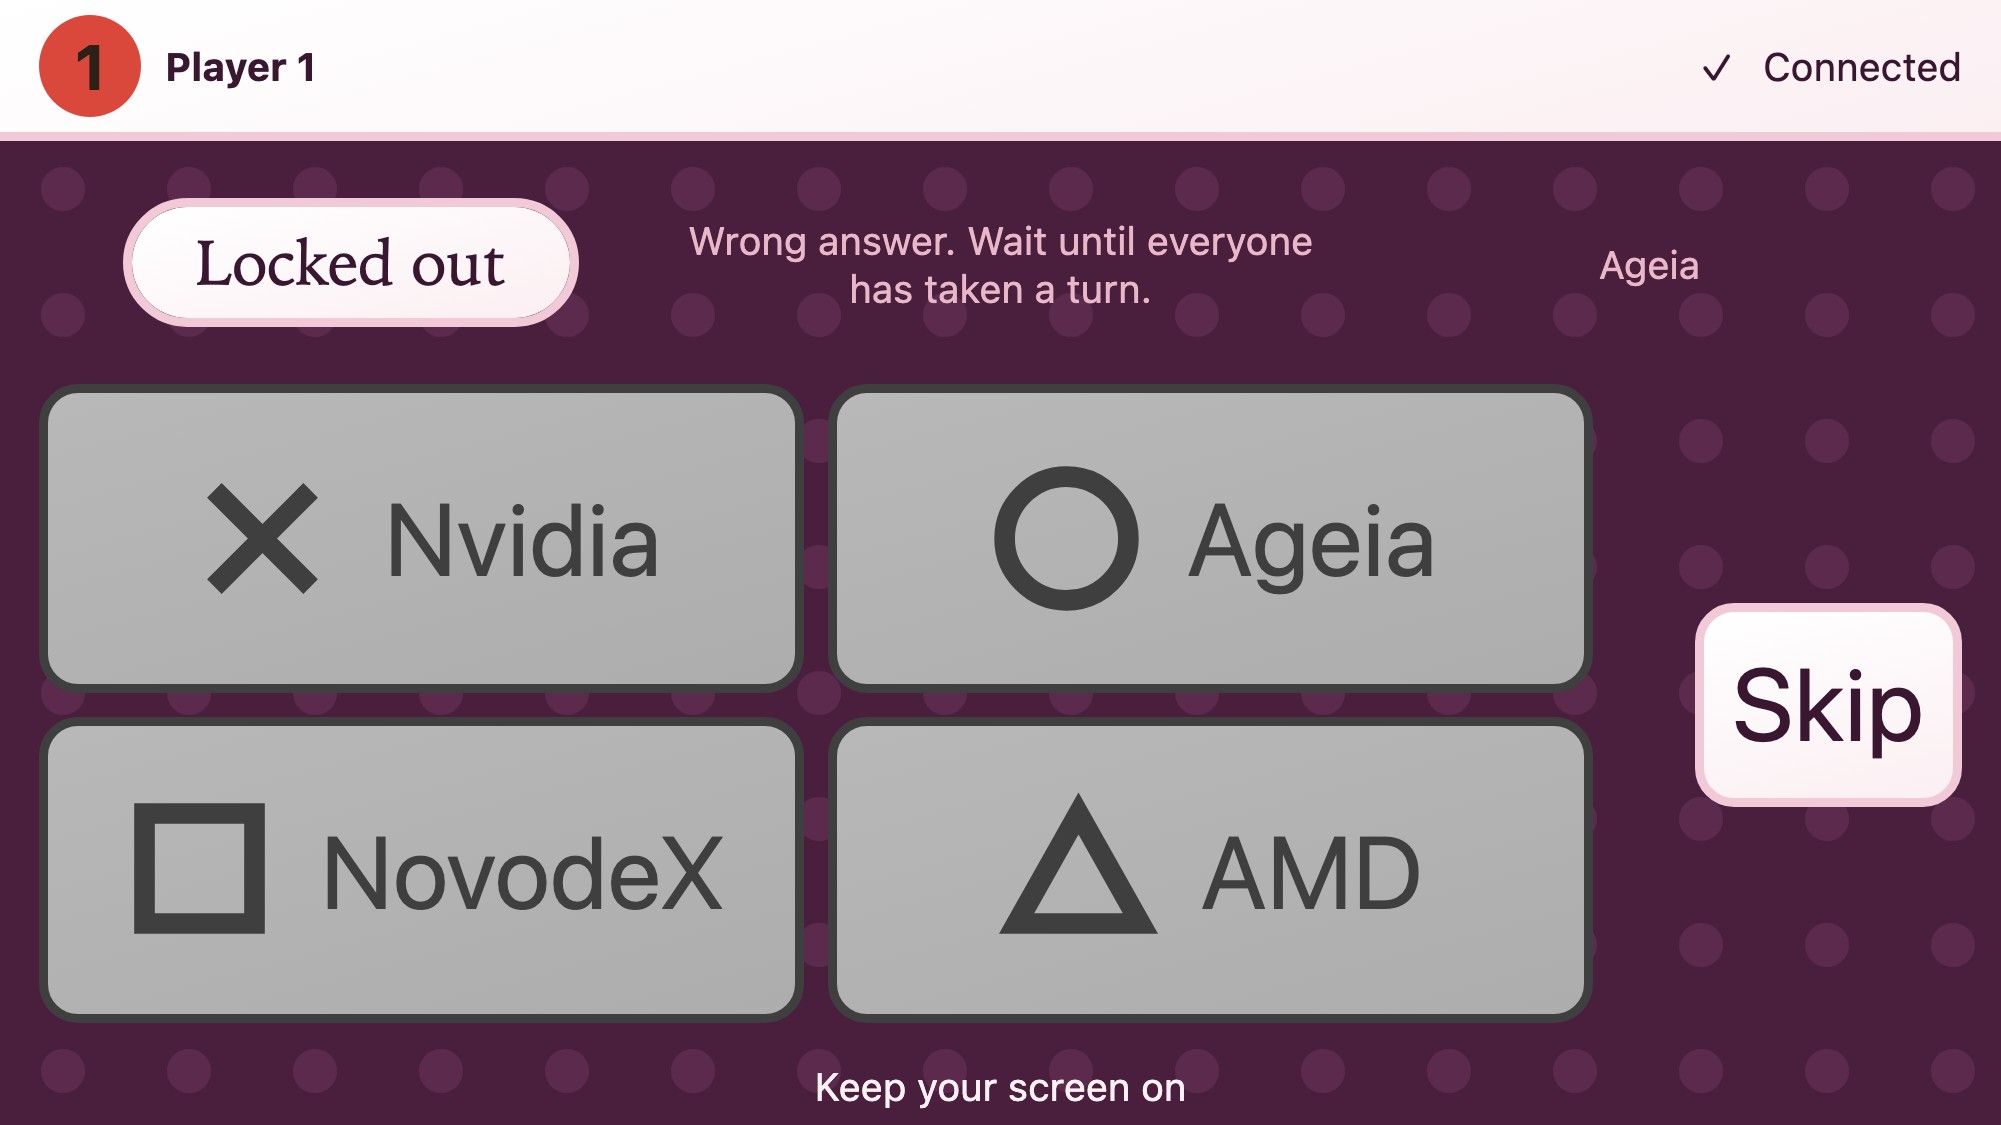 1
Player 1
✓ Connected
Locked out
Wrong answer. Wait until everyone
has taken a turn.
Ageia
Nvidia
Ageia
NovodeX
AMD
Skip
Keep your screen on